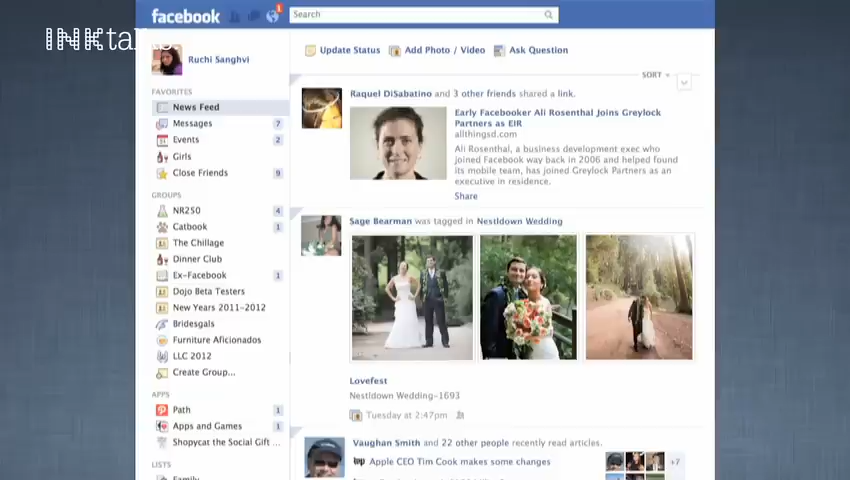 facebook
1
Search
INKtalks.
Ruchi Sanghvi
Update Status
Add Photo / Video
Ask Question
SORT
FAVORITES
News Feed
Messages 7
Events 2
Girls
Close Friends 9
GROUPS
NR250 4
Catbook 1
The Chillage
Dinner Club
Ex-Facebook 1
Dojo Beta Testers
New Years 2011-2012
Bridesgals
Furniture Aficionados
LLC 2012
Create Group...
APPS
Path 1
Apps and Games 1
Shopycat the Social Gift ...
LISTS
Family
Raquel DiSabatino and 3 other friends shared a link.
Early Facebooker Ali Rosenthal Joins Greylock
Partners as EIR
allthingsd.com
Ali Rosenthal, a business development exec who
joined Facebook way back in 2006 and helped found
its mobile team, has joined Greylock Partners as an
executive in residence.
Share
Sage Bearman was tagged in Nestldown Wedding
Lovefest
Nestldown Wedding-1693
Tuesday at 2:47pm
Vaughan Smith and 22 other people recently read articles.
Apple CEO Tim Cook makes some changes
+7